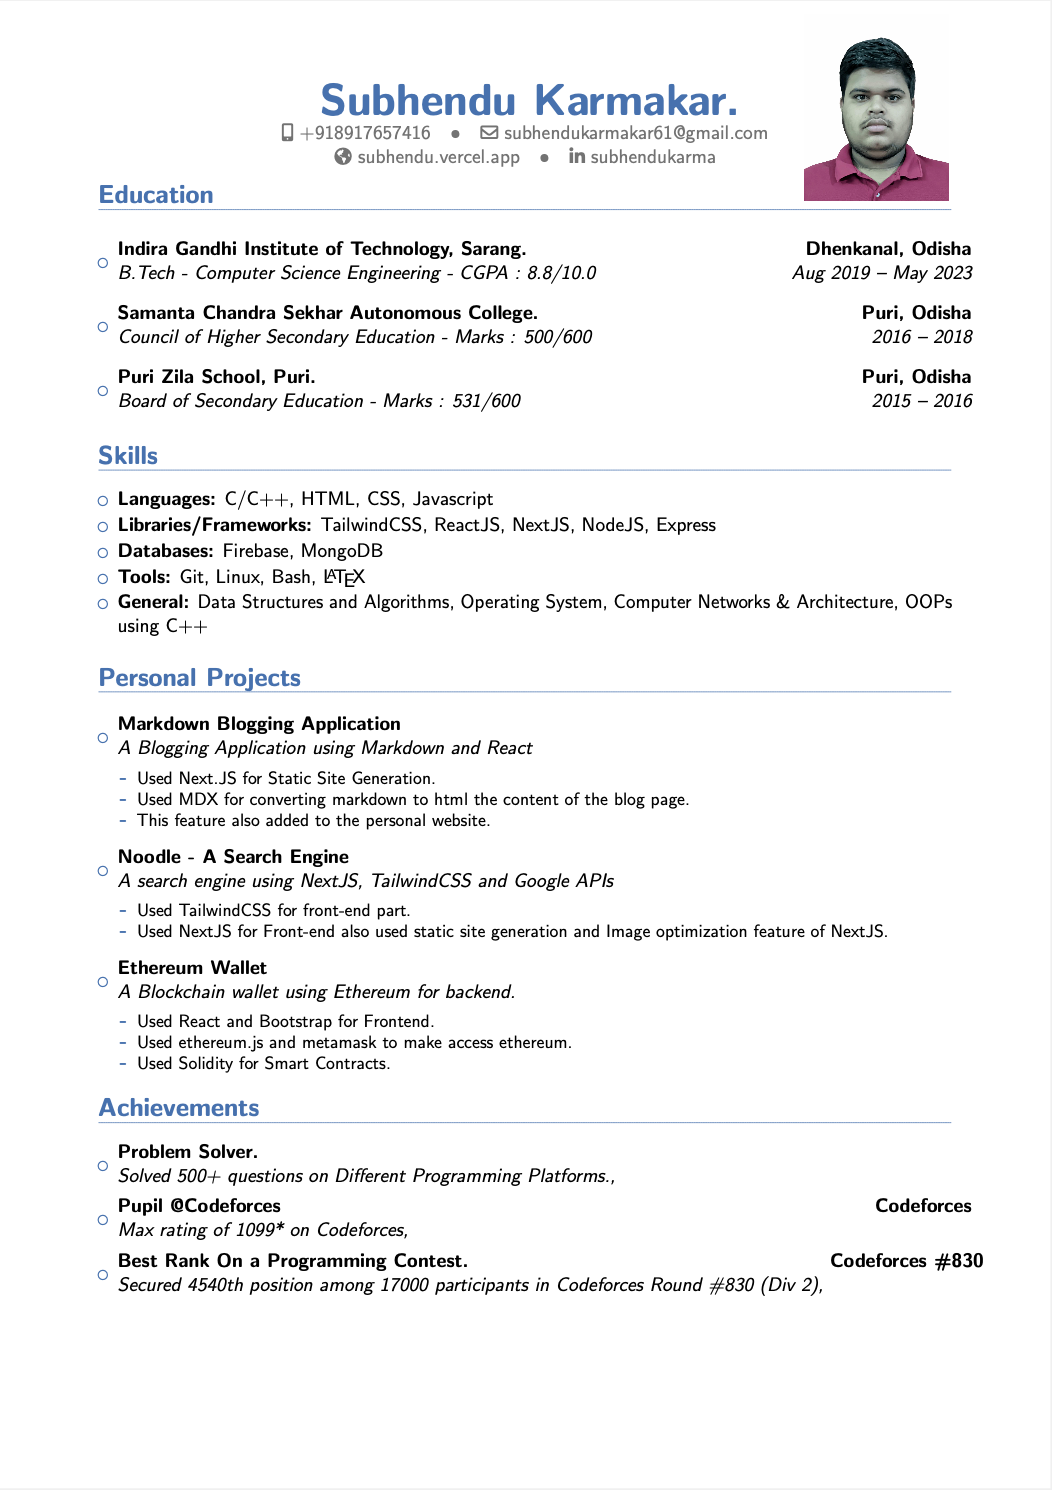 Subhendu Karmakar.
+918917657416 • subhendukarmakar61@gmail.com
subhendu.vercel.app • in subhendukarma
Education
Indira Gandhi Institute of Technology, Sarang. Dhenkanal, Odisha
B.Tech - Computer Science Engineering - CGPA : 8.8/10.0 Aug 2019 – May 2023
Samanta Chandra Sekhar Autonomous College. Puri, Odisha
Council of Higher Secondary Education - Marks : 500/600 2016 – 2018
Puri Zila School, Puri. Puri, Odisha
Board of Secondary Education - Marks : 531/600 2015 – 2016
Skills
Languages: C/C++, HTML, CSS, Javascript
Libraries/Frameworks: TailwindCSS, ReactJS, NextJS, NodeJS, Express
Databases: Firebase, MongoDB
Tools: Git, Linux, Bash, LATEX
General: Data Structures and Algorithms, Operating System, Computer Networks & Architecture, OOPs
using C++
Personal Projects
Markdown Blogging Application
A Blogging Application using Markdown and React
- Used Next.JS for Static Site Generation.
- Used MDX for converting markdown to html the content of the blog page.
- This feature also added to the personal website.
Noodle - A Search Engine
A search engine using NextJS, TailwindCSS and Google APIs
- Used TailwindCSS for front-end part.
- Used NextJS for Front-end also used static site generation and Image optimization feature of NextJS.
Ethereum Wallet
A Blockchain wallet using Ethereum for backend.
- Used React and Bootstrap for Frontend.
- Used ethereum.js and metamask to make access ethereum.
- Used Solidity for Smart Contracts.
Achievements
Problem Solver.
Solved 500+ questions on Different Programming Platforms.,
Pupil @Codeforces Codeforces
Max rating of 1099* on Codeforces,
Best Rank On a Programming Contest. Codeforces #830
Secured 4540th position among 17000 participants in Codeforces Round #830 (Div 2),